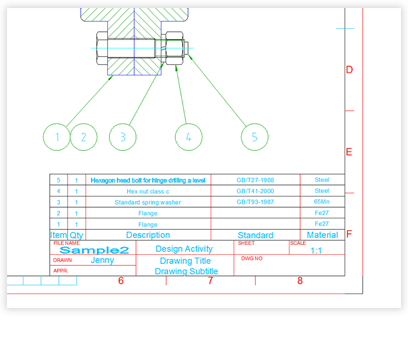 D
1 2 3 4 5
E
5 1 Hexagon head bolt for hinge drilling a level GB/T27-1988 Steel
4 1 Hex nut class c GB/T41-2000 Steel
3 1 Standard spring washer GB/T93-1987 65Mn
2 1 Flange Fe27
1 1 Flange Fe27
Item Qty Description Standard Material
F
FILE NAME Sample2 Design Activity SHEET SCALE 1:1
DRAWN Jenny Drawing Title DWG NO
APPR. Drawing Subtitle
6 7 8